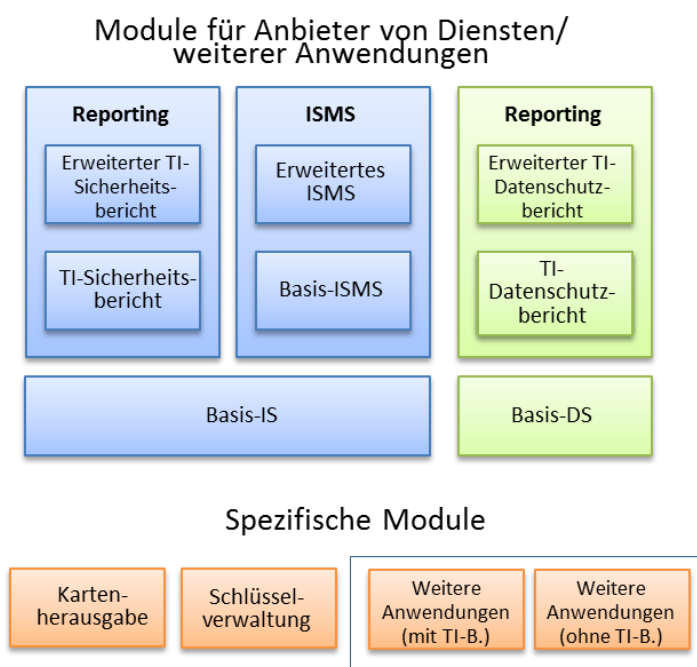 Module für Anbieter von Diensten/
weiterer Anwendungen
Reporting
Erweiterter TI-
Sicherheits-
bericht
TI-Sicherheits-
bericht
ISMS
Erweitertes
ISMS
Basis-ISMS
Reporting
Erweiterter TI-
Datenschutz-
bericht
TI-
Datenschutz-
bericht
Basis-IS
Basis-DS
Spezifische Module
Karten-
herausgabe
Schlüssel-
verwaltung
Weitere
Anwendungen
(mit TI-B.)
Weitere
Anwendungen
(ohne TI-B.)